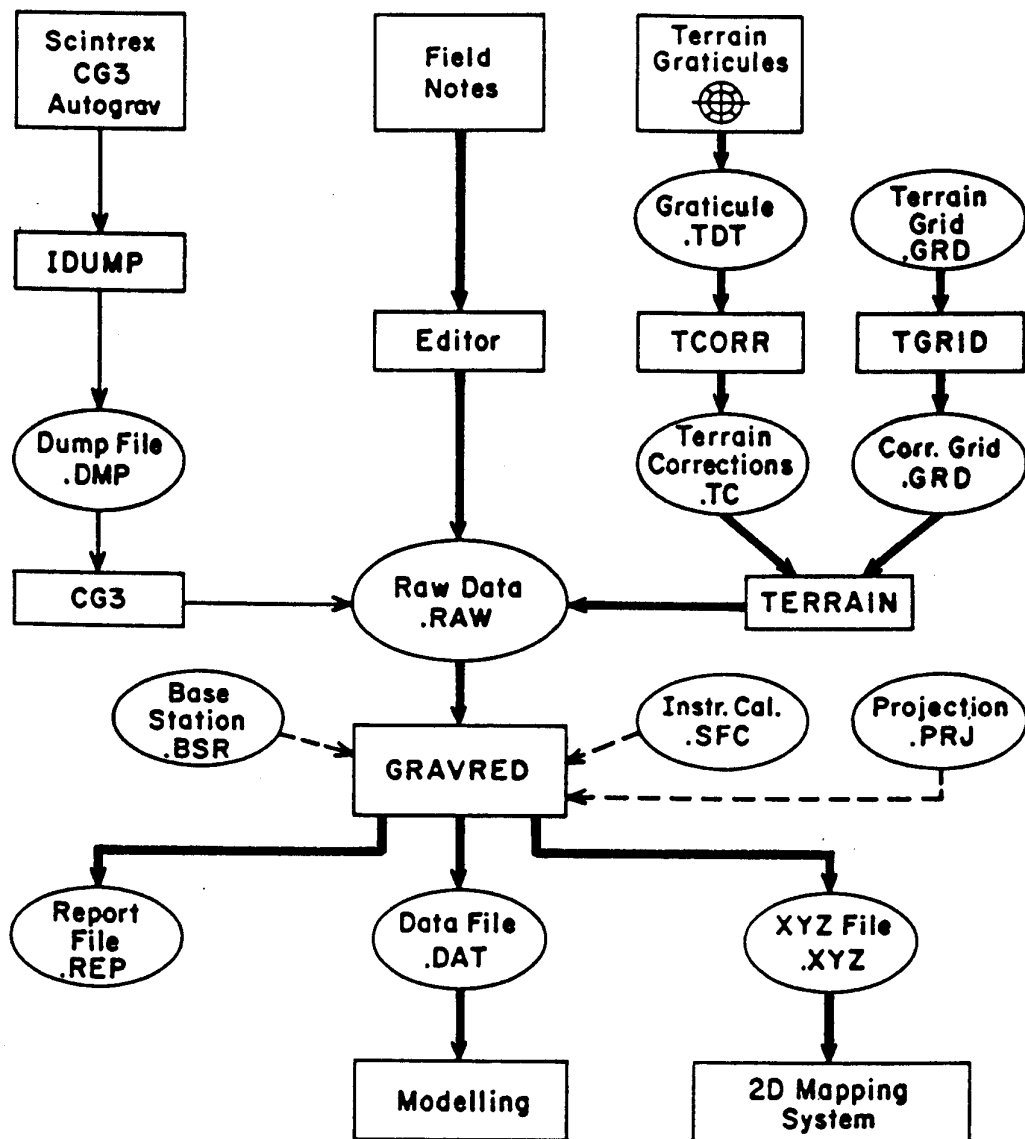 Scintrex
CG3
Autograv
Field
Notes
Terrain
Graticules
Graticule
.TDT
Terrain
Grid
.GRD
IDUMP
Editor
TCORR
TGRID
Dump File
.DMP
Terrain
Corrections
.TC
Corr. Grid
.GRD
CG3
Raw Data
.RAW
TERRAIN
Base
Station
.BSR
Instr. Cal.
.SFC
Projection
.PRJ
GRAVRED
Report
File
.REP
Data File
.DAT
XYZ File
.XYZ
Modelling
2D Mapping
System